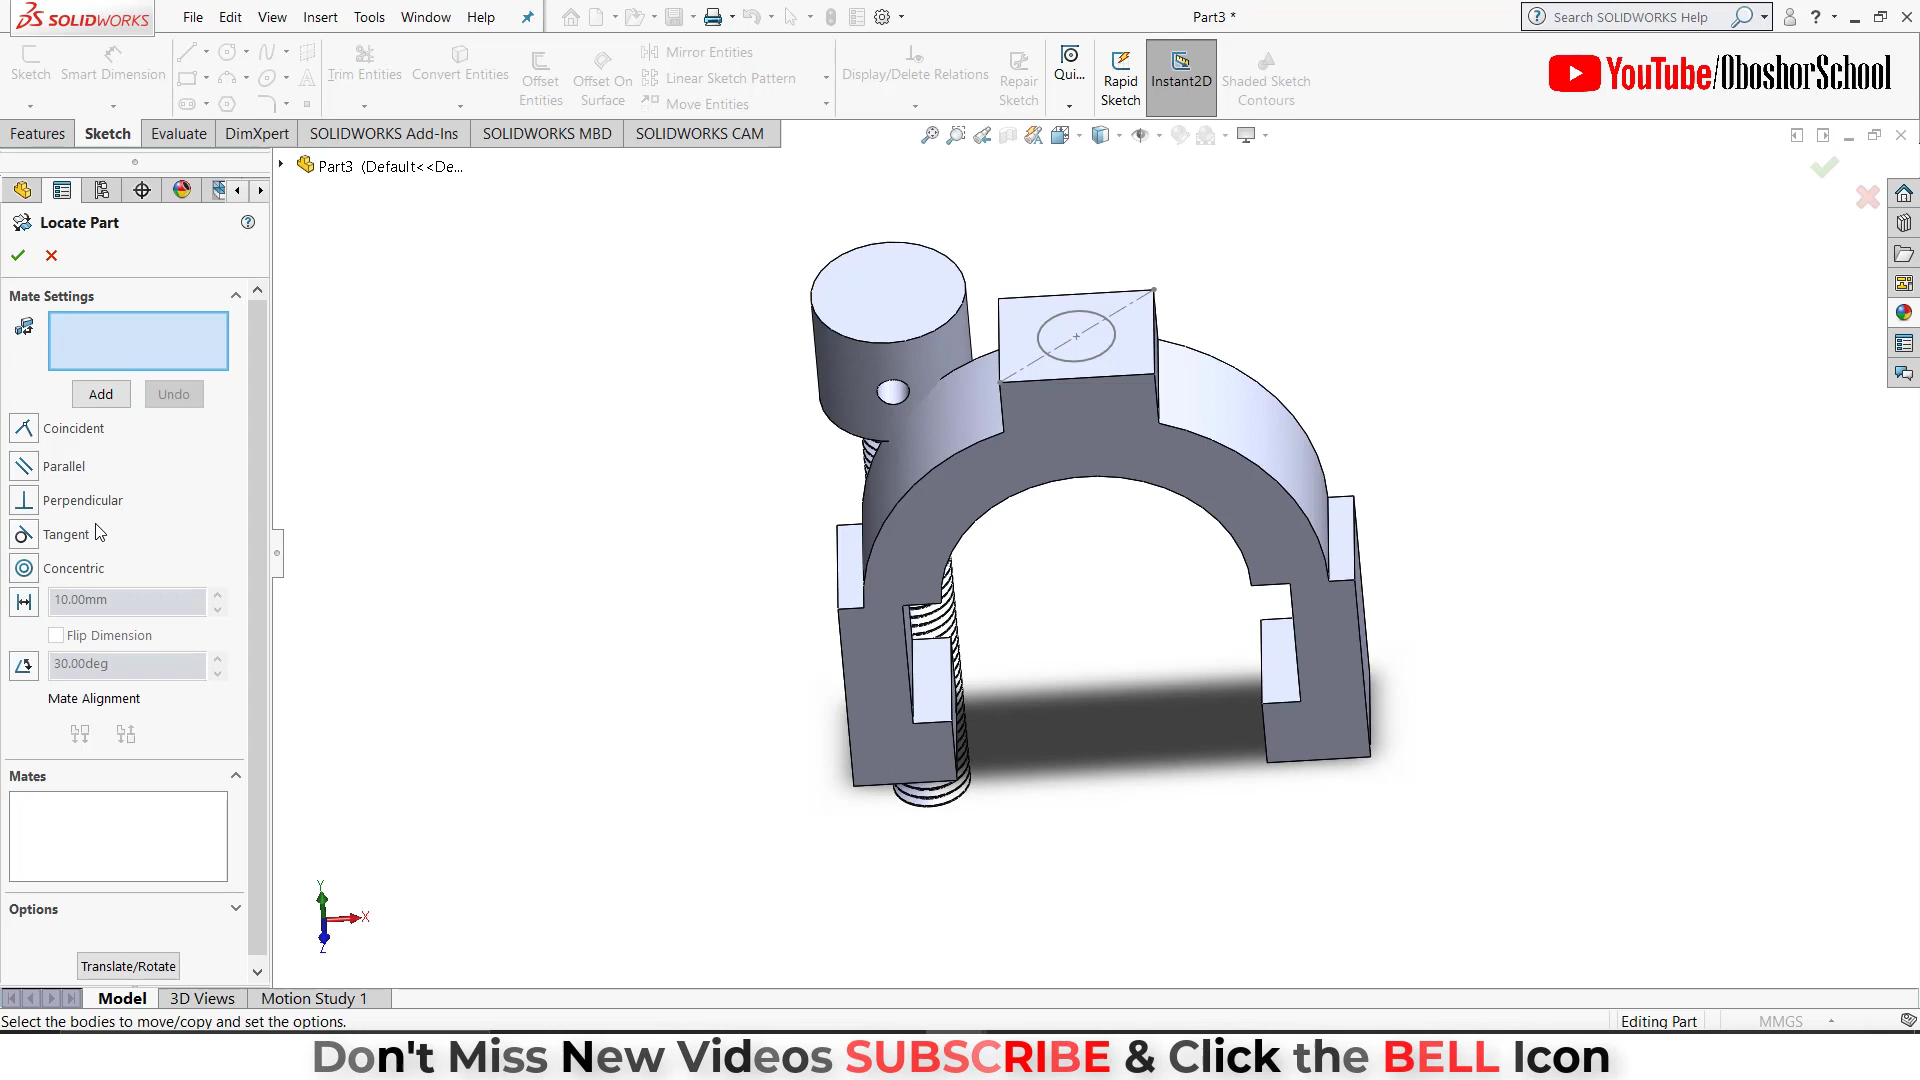 SOLIDWORKS
File Edit View Insert Tools Window Help
Part3 *
Search SOLIDWORKS Help
Sketch
Smart Dimension
Trim Entities
Convert Entities
Offset Entities
Offset On Surface
Mirror Entities
Linear Sketch Pattern
Move Entities
Display/Delete Relations
Repair Sketch
Qui...
Rapid Sketch
Instant2D
Shaded Sketch Contours
YouTube/OboshorSchool
Features Sketch Evaluate DimXpert SOLIDWORKS Add-Ins SOLIDWORKS MBD SOLIDWORKS CAM
Part3 (Default<<De...
Locate Part
Mate Settings
Add Undo
Coincident
Parallel
Perpendicular
Tangent
Concentric
10.00mm
Flip Dimension
30.00deg
Mate Alignment
Mates
Options
Translate/Rotate
Y
X
Z
Model 3D Views Motion Study 1
Select the bodies to move/copy and set the options.
Editing Part
MMGS
Don't Miss New Videos SUBSCRIBE & Click the BELL Icon